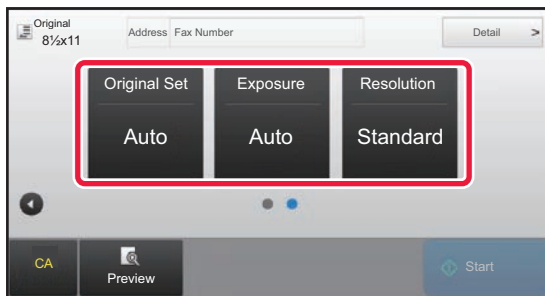 Original
8½x11
Address Fax Number
Detail >
Original Set Exposure Resolution
Auto Auto Standard
CA
Preview
Start